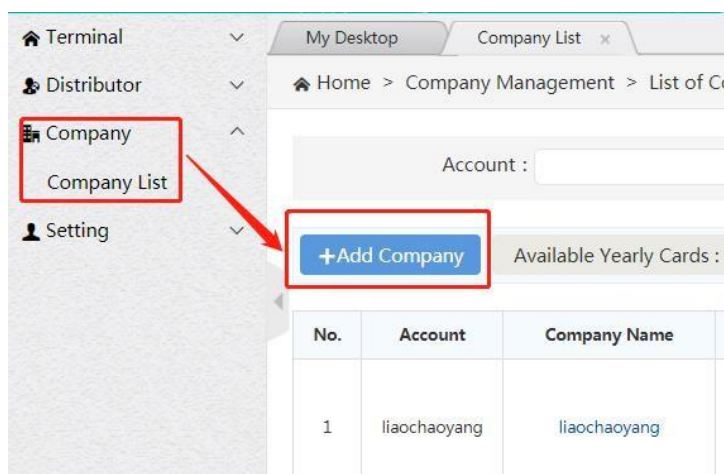 Terminal
Distributor
Company
Company List
Setting
My Desktop
Company List ×
Home > Company Management > List of
Account :
+Add Company
Available Yearly Cards :
No. Account Company Name
1 liaochaoyang liaochaoyang